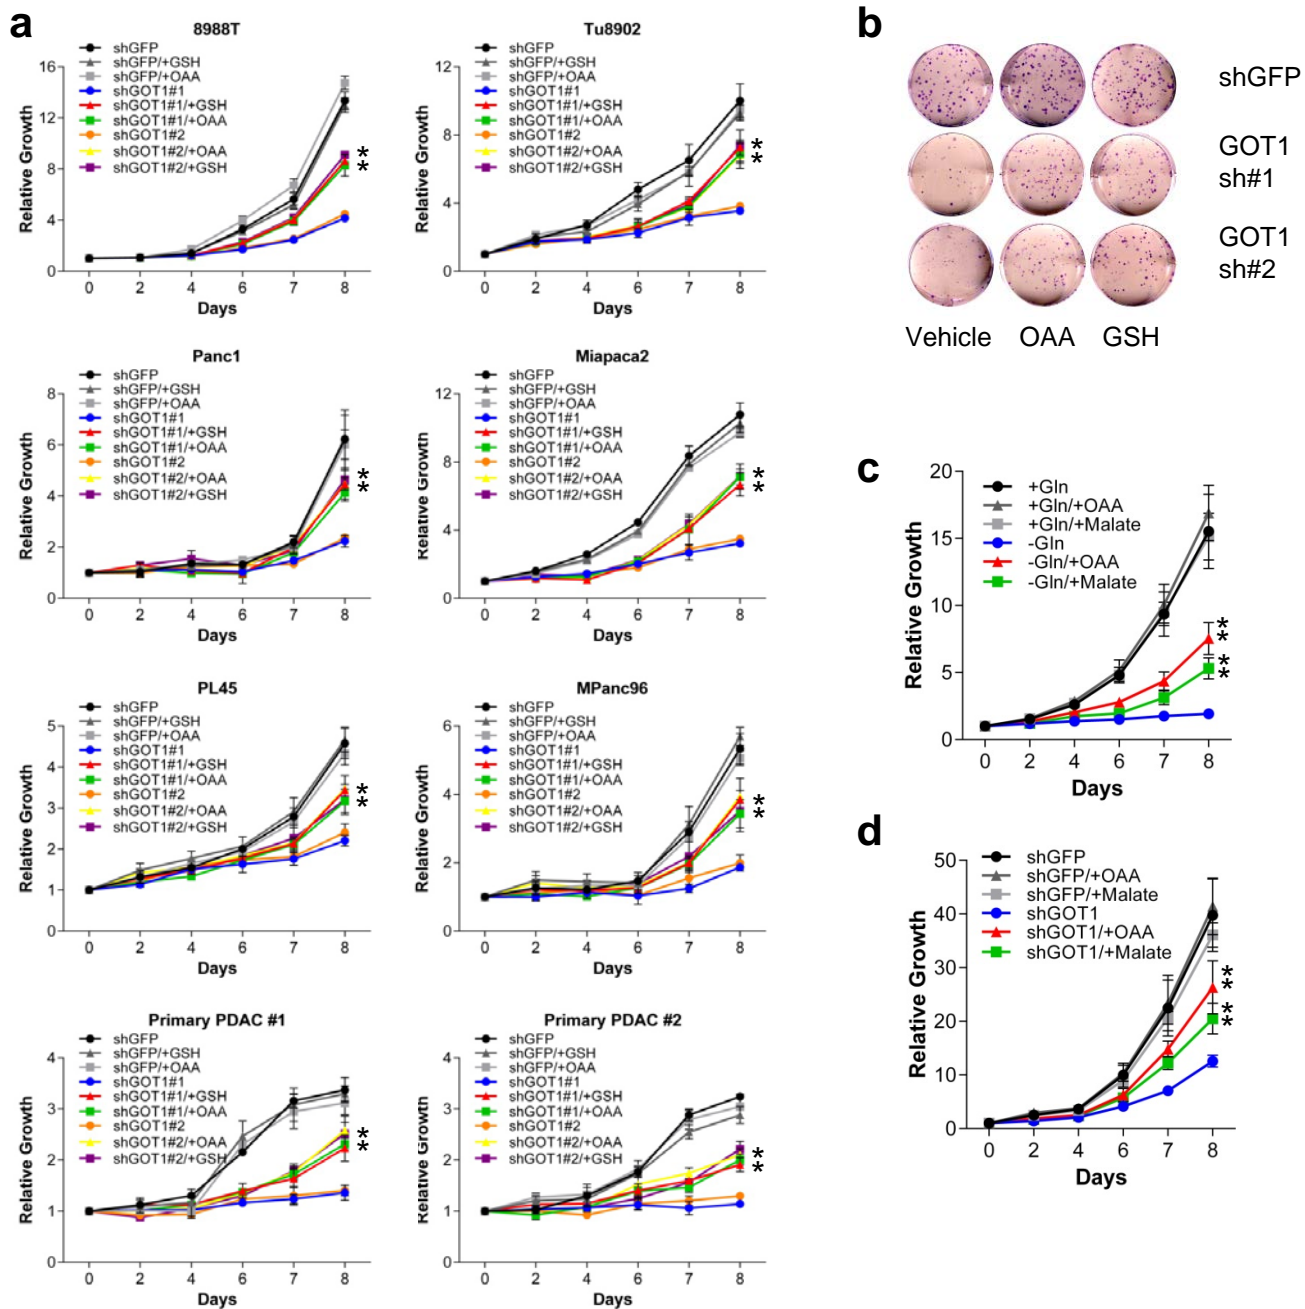 a
8988T
shGFP
shGFP/+GSH
shGFP/+OAA
shGOT1#1
shGOT1#1/+GSH
shGOT1#1/+OAA
shGOT1#2
shGOT1#2/+OAA
shGOT1#2/+GSH
Relative Growth
16
12
8
4
0
0 2 4 6 7 8
Days
*
*
Tu8902
shGFP
shGFP/+GSH
shGFP/+OAA
shGOT1#1
shGOT1#1/+GSH
shGOT1#1/+OAA
shGOT1#2
shGOT1#2/+OAA
shGOT1#2/+GSH
Relative Growth
12
8
4
0
0 2 4 6 7 8
Days
*
*
Panc1
shGFP
shGFP/+GSH
shGFP/+OAA
shGOT1#1
shGOT1#1/+GSH
shGOT1#1/+OAA
shGOT1#2
shGOT1#2/+OAA
shGOT1#2/+GSH
Relative Growth
8
6
4
2
0
0 2 4 6 7 8
Days
*
*
Miapaca2
shGFP
shGFP/+GSH
shGFP/+OAA
shGOT1#1
shGOT1#1/+GSH
shGOT1#1/+OAA
shGOT1#2
shGOT1#2/+OAA
shGOT1#2/+GSH
Relative Growth
12
8
4
0
0 2 4 6 7 8
Days
*
*
PL45
shGFP
shGFP/+GSH
shGFP/+OAA
shGOT1#1
shGOT1#1/+GSH
shGOT1#1/+OAA
shGOT1#2
shGOT1#2/+OAA
shGOT1#2/+GSH
Relative Growth
5
4
3
2
1
0
0 2 4 6 7 8
Days
*
*
MPanc96
shGFP
shGFP/+GSH
shGFP/+OAA
shGOT1#1
shGOT1#1/+GSH
shGOT1#1/+OAA
shGOT1#2
shGOT1#2/+OAA
shGOT1#2/+GSH
Relative Growth
6
4
2
0
0 2 4 6 7 8
Days
*
*
Primary PDAC #1
shGFP
shGFP/+GSH
shGFP/+OAA
shGOT1#1
shGOT1#1/+GSH
shGOT1#1/+OAA
shGOT1#2
shGOT1#2/+OAA
shGOT1#2/+GSH
Relative Growth
4
3
2
1
0
0 2 4 6 7 8
Days
*
*
Primary PDAC #2
shGFP
shGFP/+GSH
shGFP/+OAA
shGOT1#1
shGOT1#1/+GSH
shGOT1#1/+OAA
shGOT1#2
shGOT1#2/+OAA
shGOT1#2/+GSH
Relative Growth
4
3
2
1
0
0 2 4 6 7 8
Days
*
*
b
shGFP
GOT1
sh#1
GOT1
sh#2
Vehicle OAA GSH
c
+Gln
+Gln/+OAA
+Gln/+Malate
-Gln
-Gln/+OAA
-Gln/+Malate
Relative Growth
20
15
10
5
0
0 2 4 6 7 8
Days
*
*
*
*
d
shGFP
shGFP/+OAA
shGFP/+Malate
shGOT1
shGOT1/+OAA
shGOT1/+Malate
Relative Growth
50
40
30
20
10
0
0 2 4 6 7 8
Days
*
*
*
*